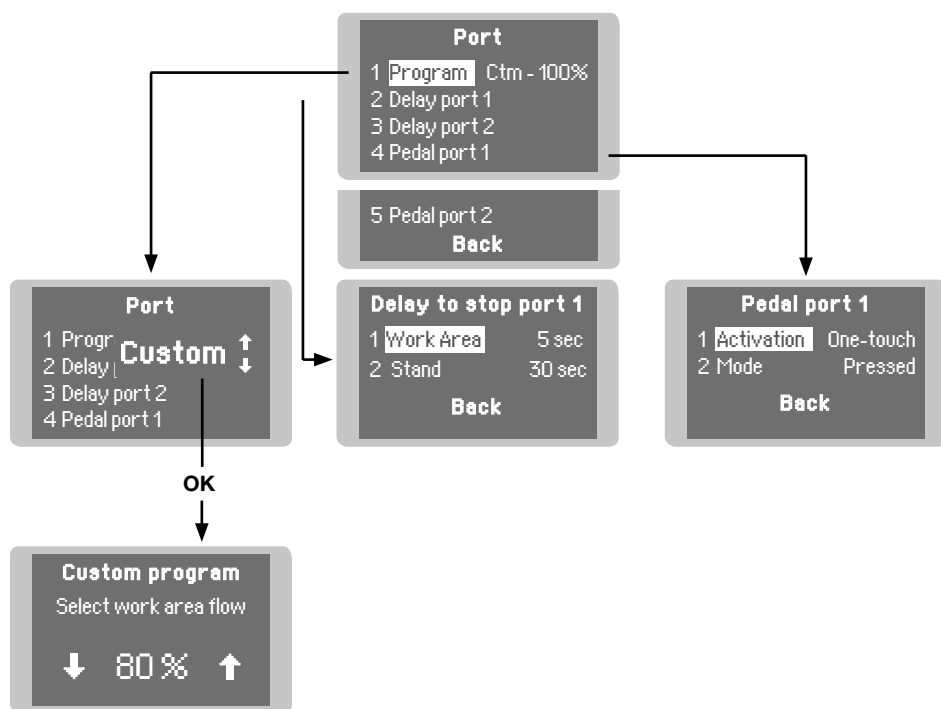 Port
1 Program Ctm - 100%
2 Delay port 1
3 Delay port 2
4 Pedal port 1
5 Pedal port 2
Back
Port
1 Progr
Custom
2 Delay
3 Delay port 2
4 Pedal port 1
Delay to stop port 1
1 Work Area 5 sec
2 Stand 30 sec
Back
Pedal port 1
1 Activation One-touch
2 Mode Pressed
Back
OK
Custom program
Select work area flow
80 %